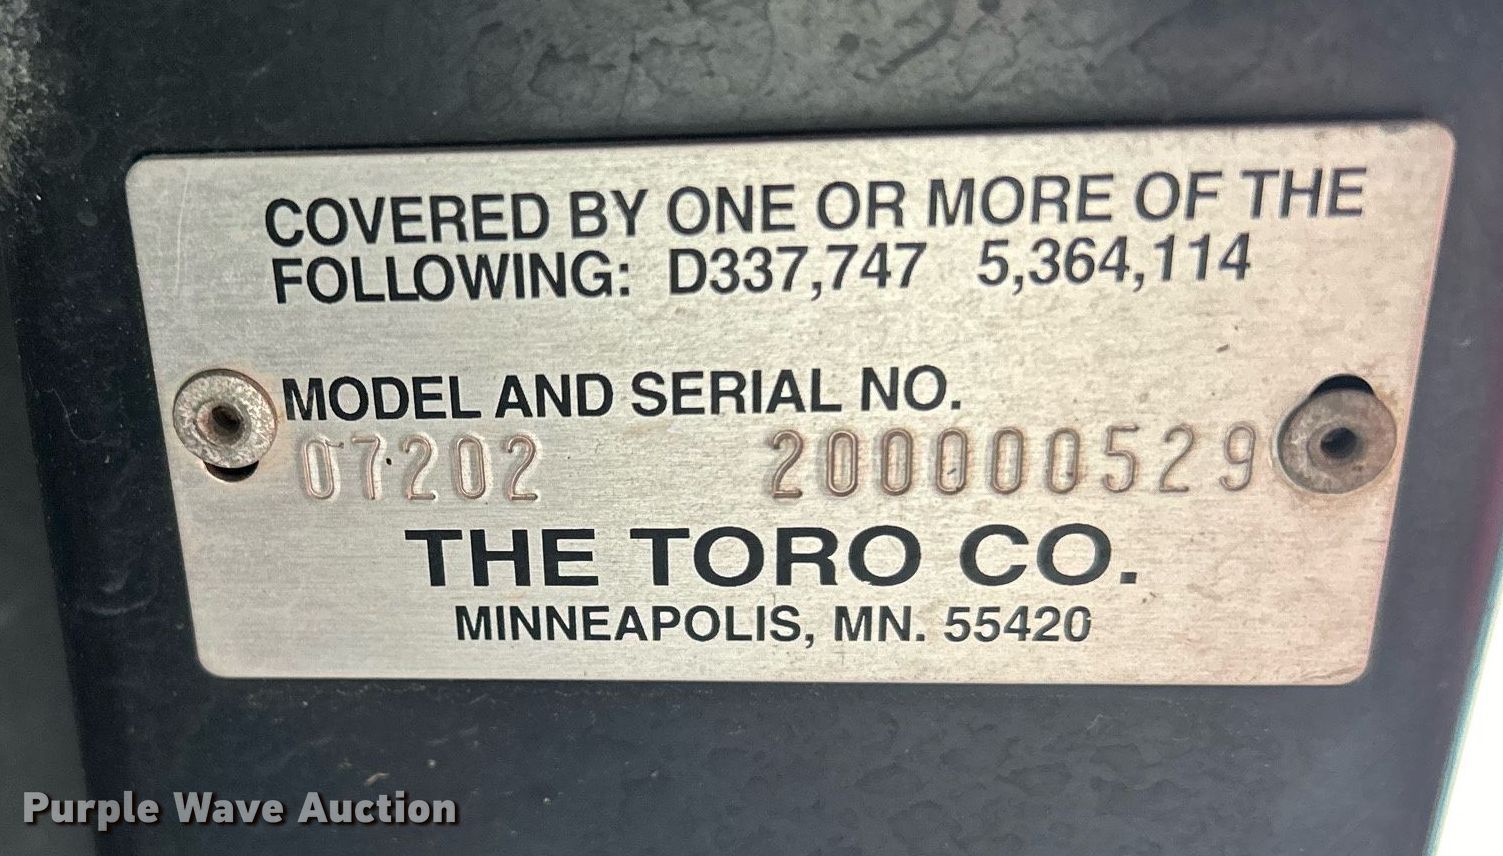 COVERED BY ONE OR MORE OF THE
FOLLOWING: D337,747 5,364,114
MODEL AND SERIAL NO.
07202 200000529
THE TORO CO.
MINNEAPOLIS, MN. 55420
Purple Wave Auction